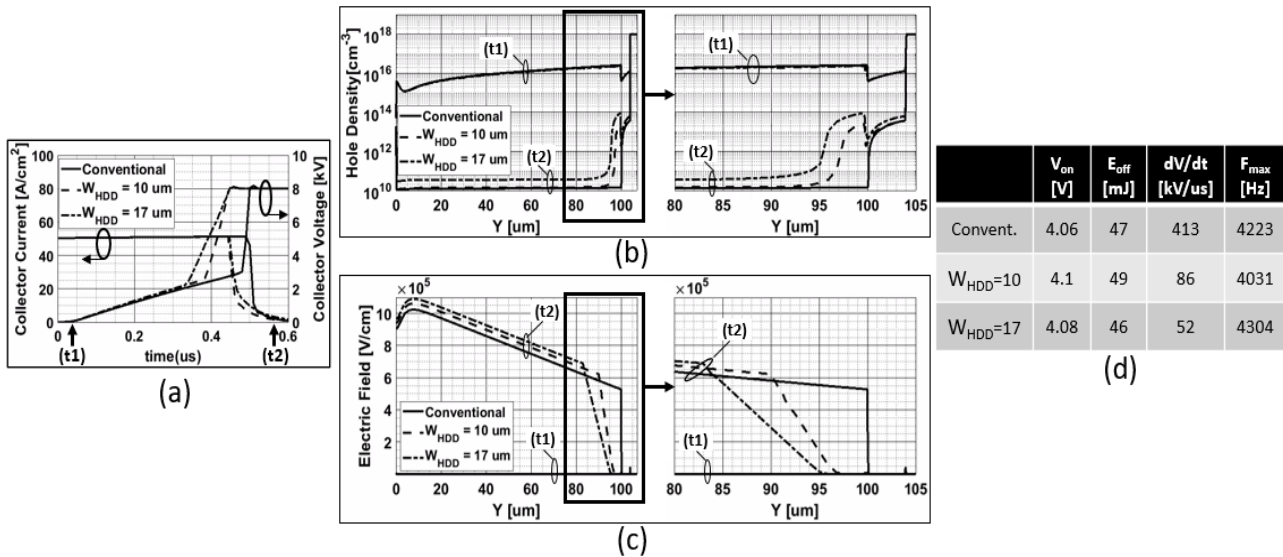 100
80
60
40
20
0
Collector Current [A/cm²]
Conventional
W_HDD = 10 um
W_HDD = 17 um
10
8
6
4
2
0
Collector Voltage [kV]
0 0.2 0.4 0.6
(t1) time(us) (t2)
(a)
Hole Density[cm⁻³]
10¹⁸
10¹⁶
10¹⁴
10¹²
10¹⁰
(t1)
Conventional
W_HDD = 10 um
W_HDD = 17 um
(t2)
0 20 40 60 80 100
Y [um]
(t1)
(t2)
80 85 90 95 100 105
Y [um]
(b)
Electric Field [V/cm]
× 10⁵
10
8
6
4
2
(t2)
Conventional
W_HDD = 10 um
W_HDD = 17 um
(t1)
0 20 40 60 80 100
Y [um]
× 10⁵
(t2)
(t1)
80 85 90 95 100 105
Y [um]
(c)
V_on [V] E_off [mJ] dV/dt [kV/us] F_max [Hz]
Convent. 4.06 47 413 4223
W_HDD=10 4.1 49 86 4031
W_HDD=17 4.08 46 52 4304
(d)